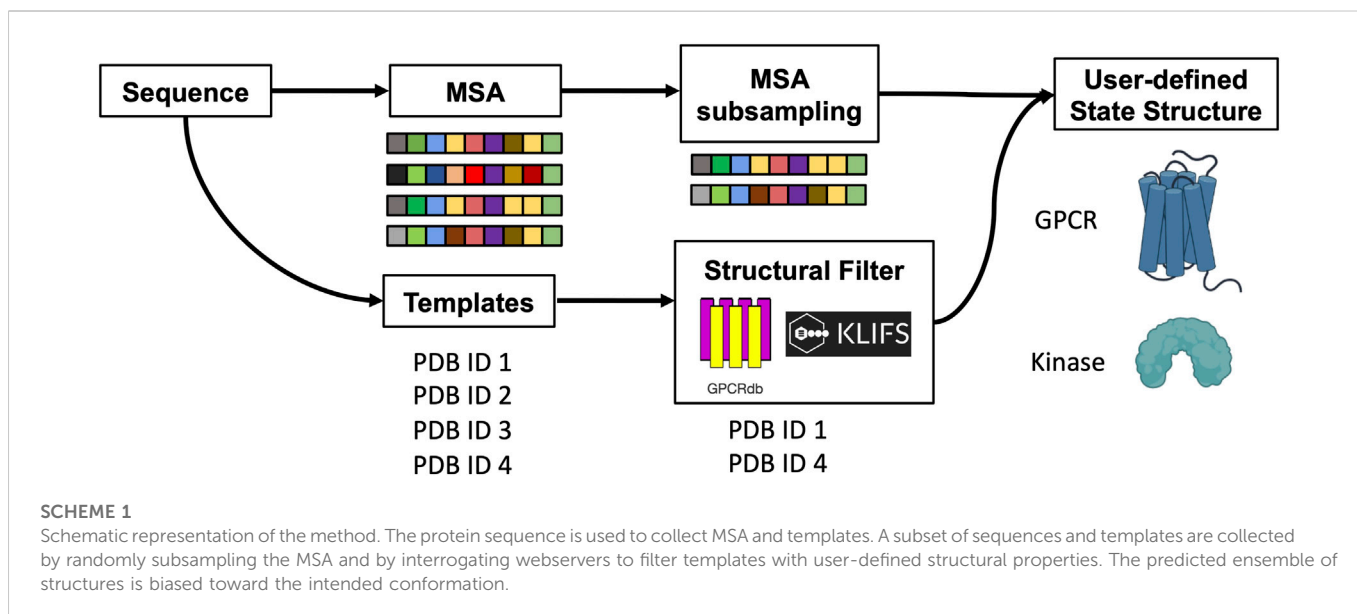 Sequence
MSA
MSA
subsampling
User-defined
State Structure
Templates
PDB ID 1
PDB ID 2
PDB ID 3
PDB ID 4
Structural Filter
GPCRdb
KLIFS
PDB ID 1
PDB ID 4
GPCR
Kinase
SCHEME 1
Schematic representation of the method. The protein sequence is used to collect MSA and templates. A subset of sequences and templates are collected
by randomly subsampling the MSA and by interrogating webservers to filter templates with user-defined structural properties. The predicted ensemble of
structures is biased toward the intended conformation.